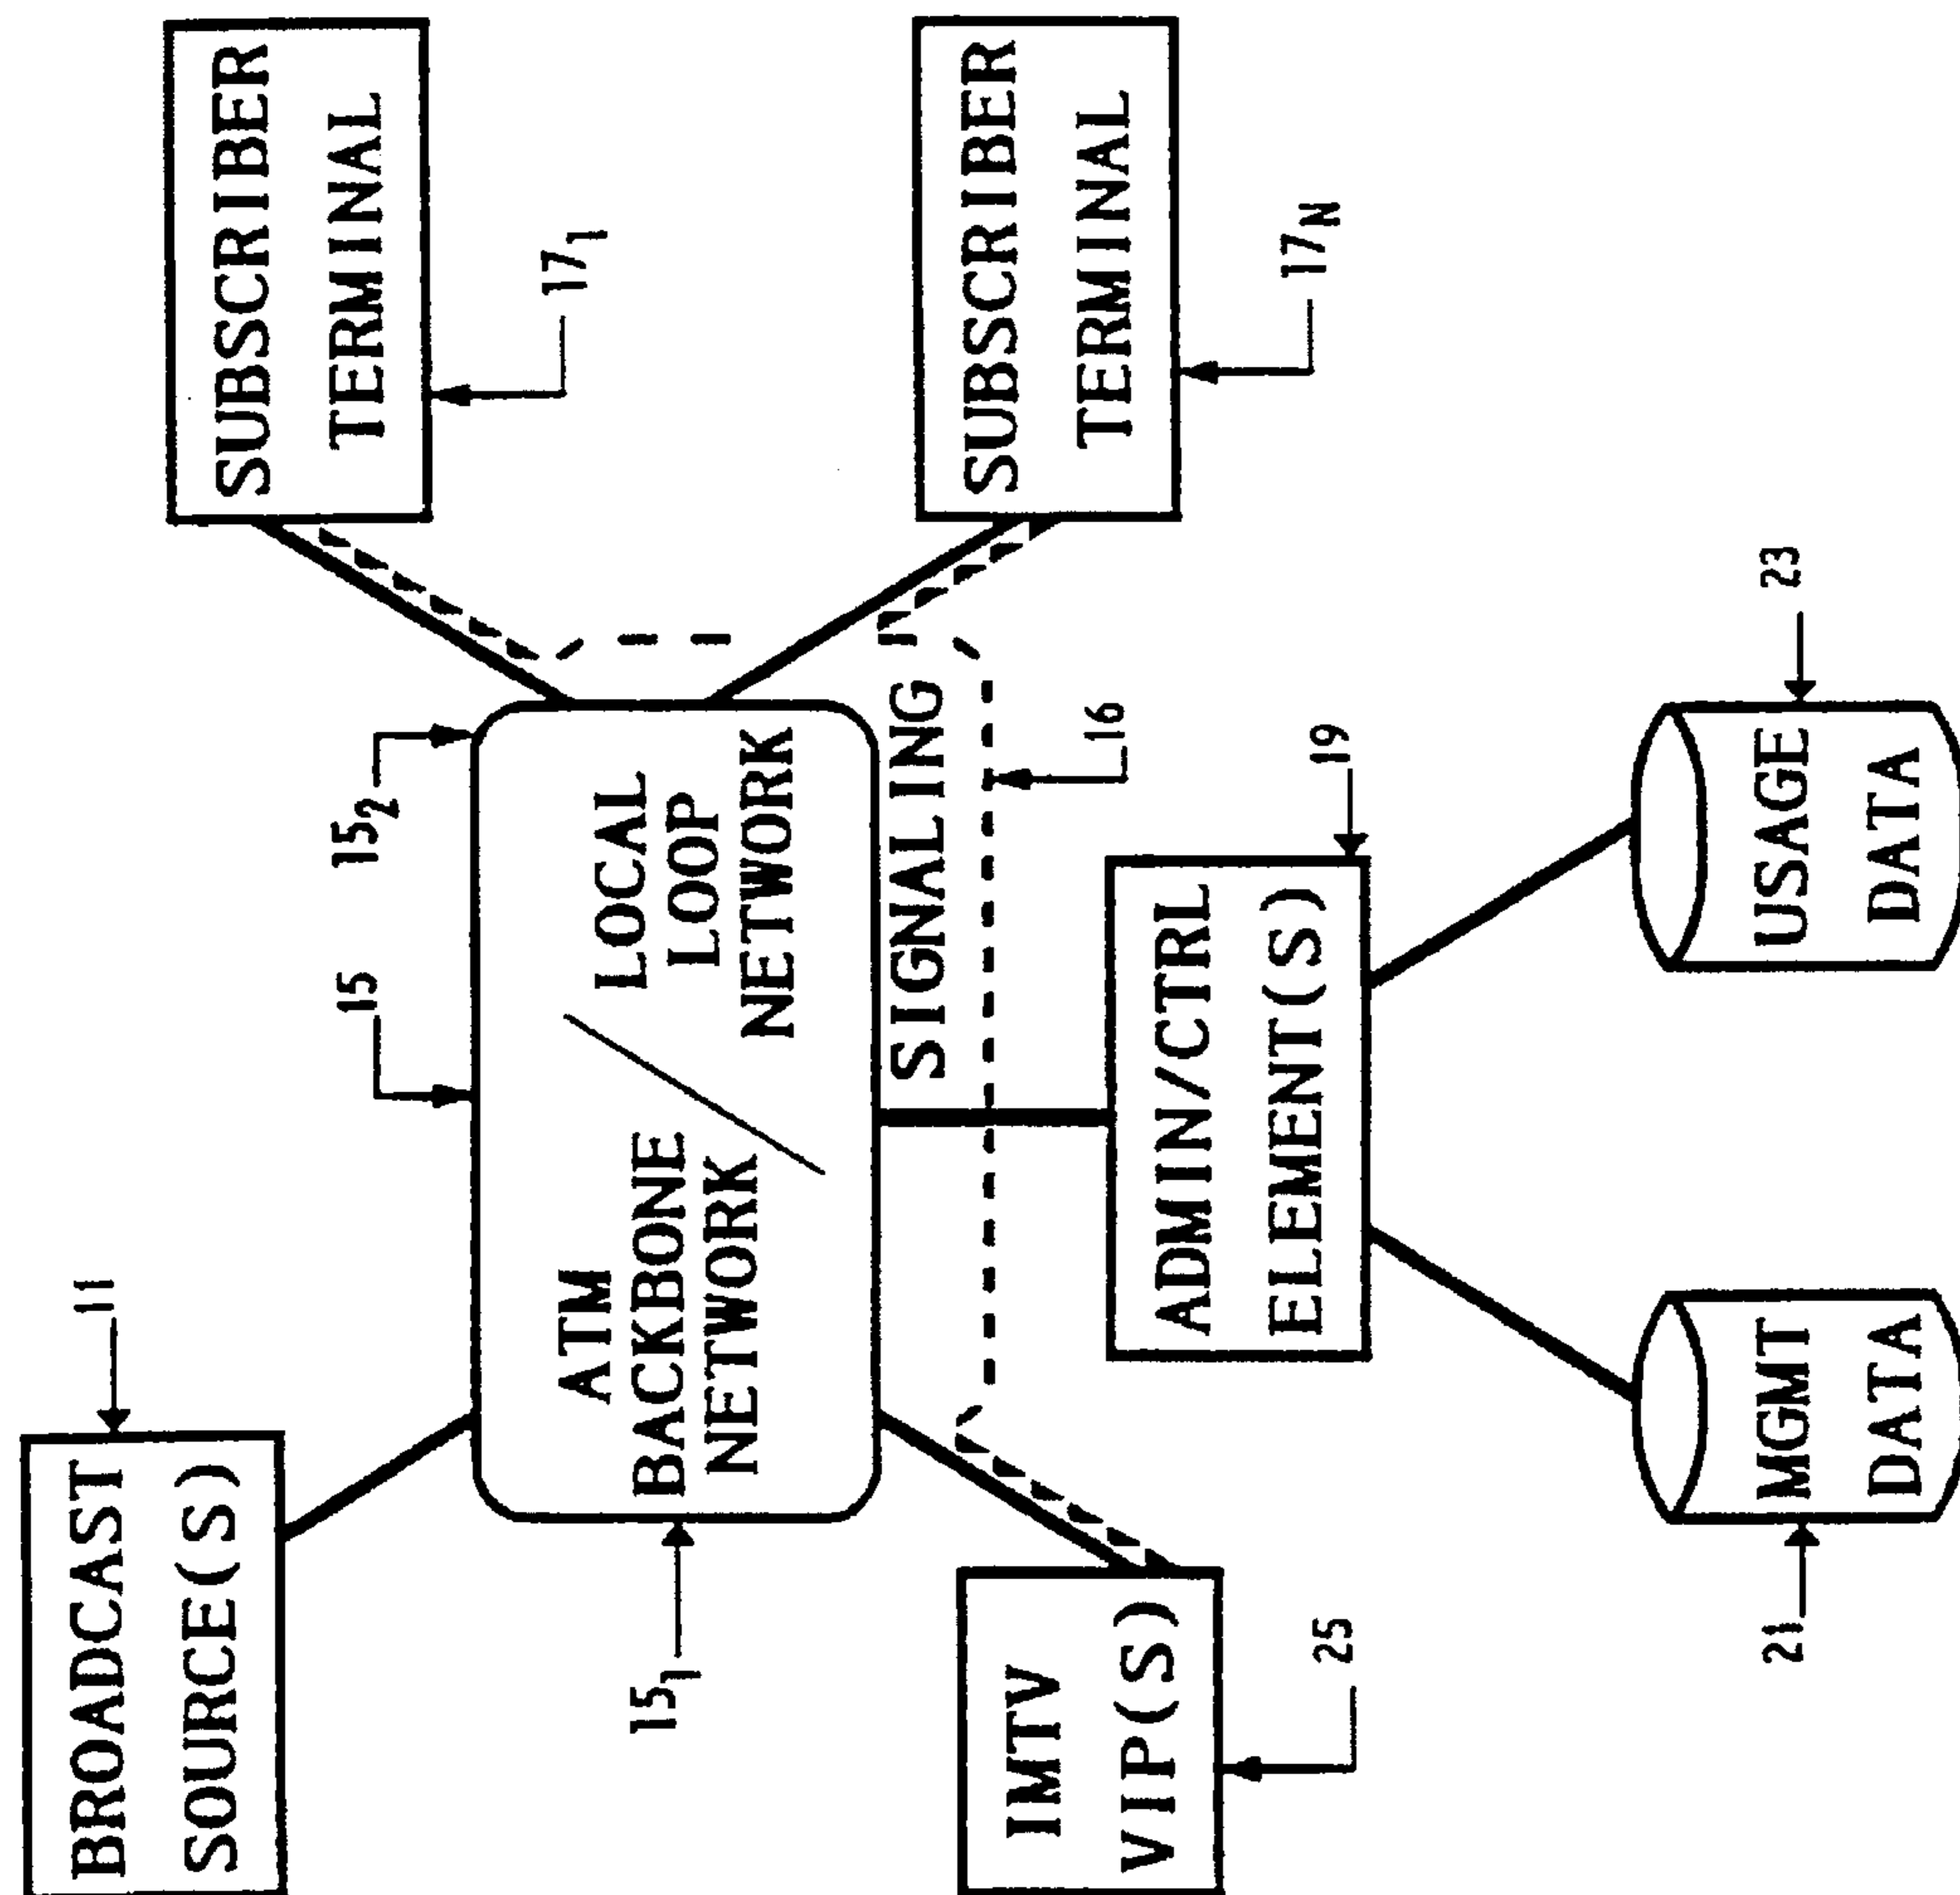 BROADCAST
SOURCE(S)
11
SUBSCRIBER
TERMINAL
17₁
15
15₂
15₁
ATM
BACKBONE
NETWORK
LOCAL
LOOP
NETWORK
SIGNALING
16
IMTV
VIP(S)
25
SUBSCRIBER
TERMINAL
17N
ADMIN/CTRL
ELEMENT(S)
19
21
MGMT
DATA
USAGE
DATA
23